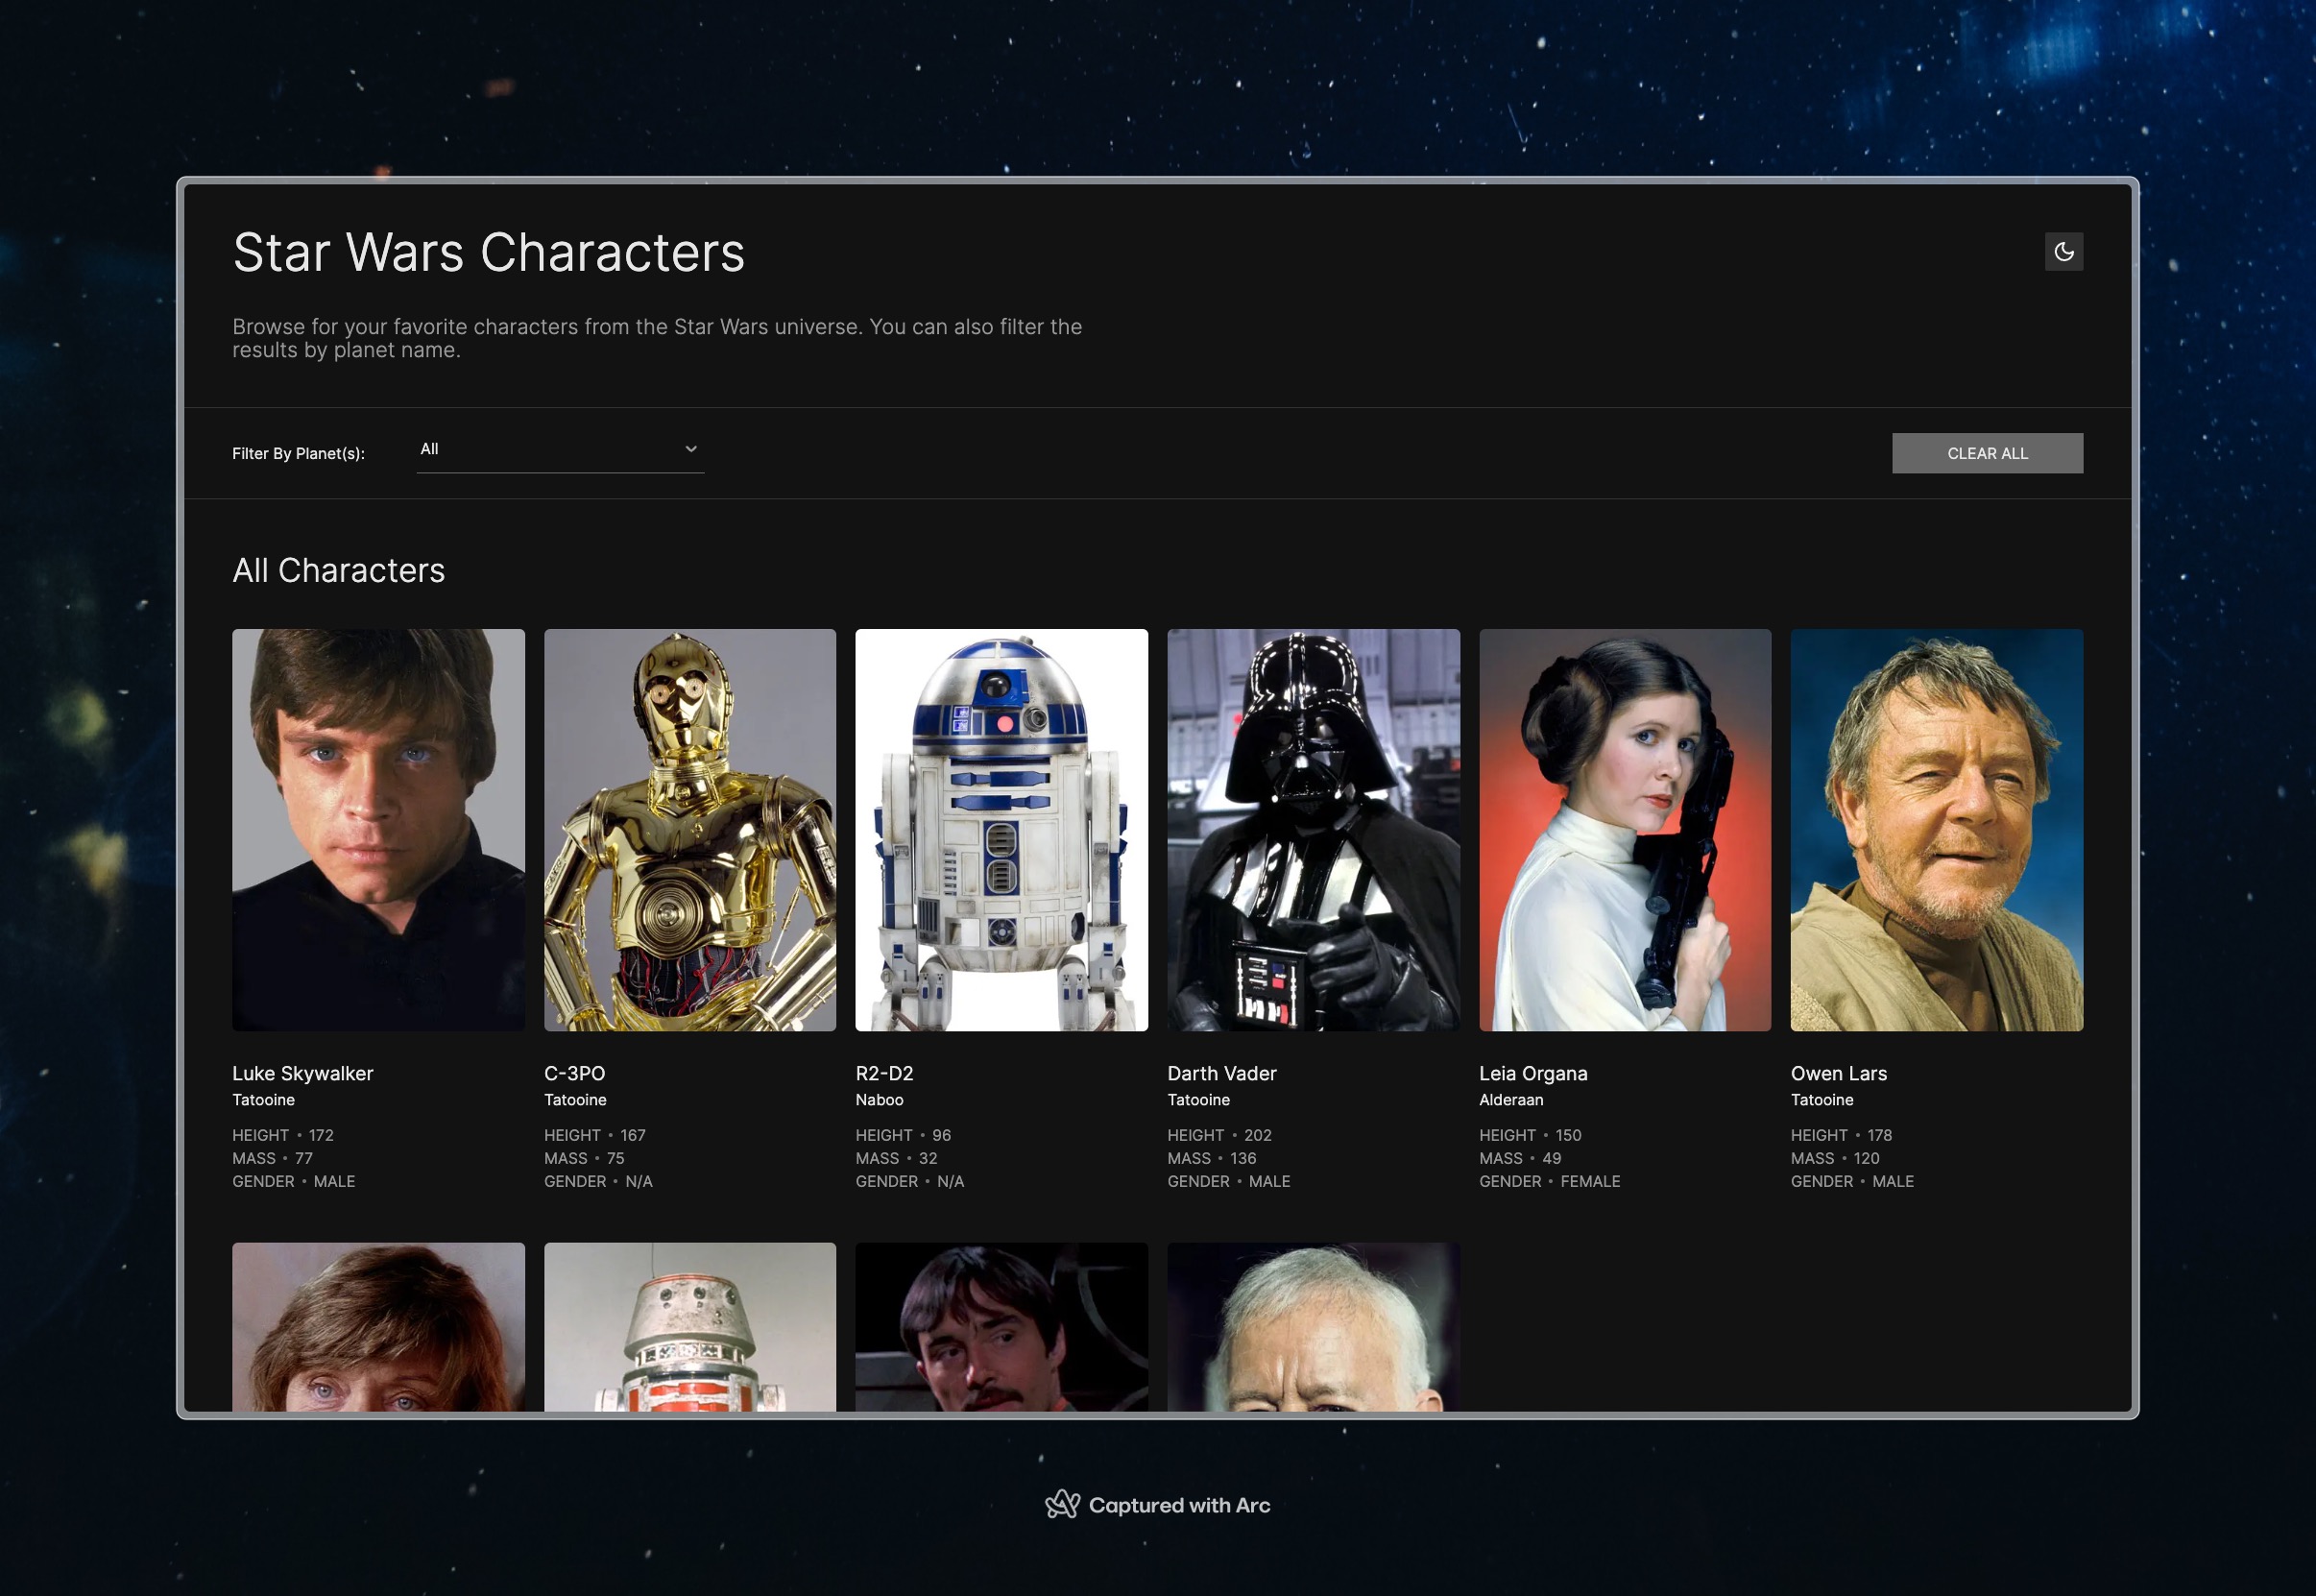 Star Wars Characters
Browse for your favorite characters from the Star Wars universe. You can also filter the
results by planet name.
Filter By Planet(s):
All
CLEAR ALL
All Characters
Luke Skywalker
Tatooine
HEIGHT • 172
MASS • 77
GENDER • MALE
C-3PO
Tatooine
HEIGHT • 167
MASS • 75
GENDER • N/A
R2-D2
Naboo
HEIGHT • 96
MASS • 32
GENDER • N/A
Darth Vader
Tatooine
HEIGHT • 202
MASS • 136
GENDER • MALE
Leia Organa
Alderaan
HEIGHT • 150
MASS • 49
GENDER • FEMALE
Owen Lars
Tatooine
HEIGHT • 178
MASS • 120
GENDER • MALE
Captured with Arc